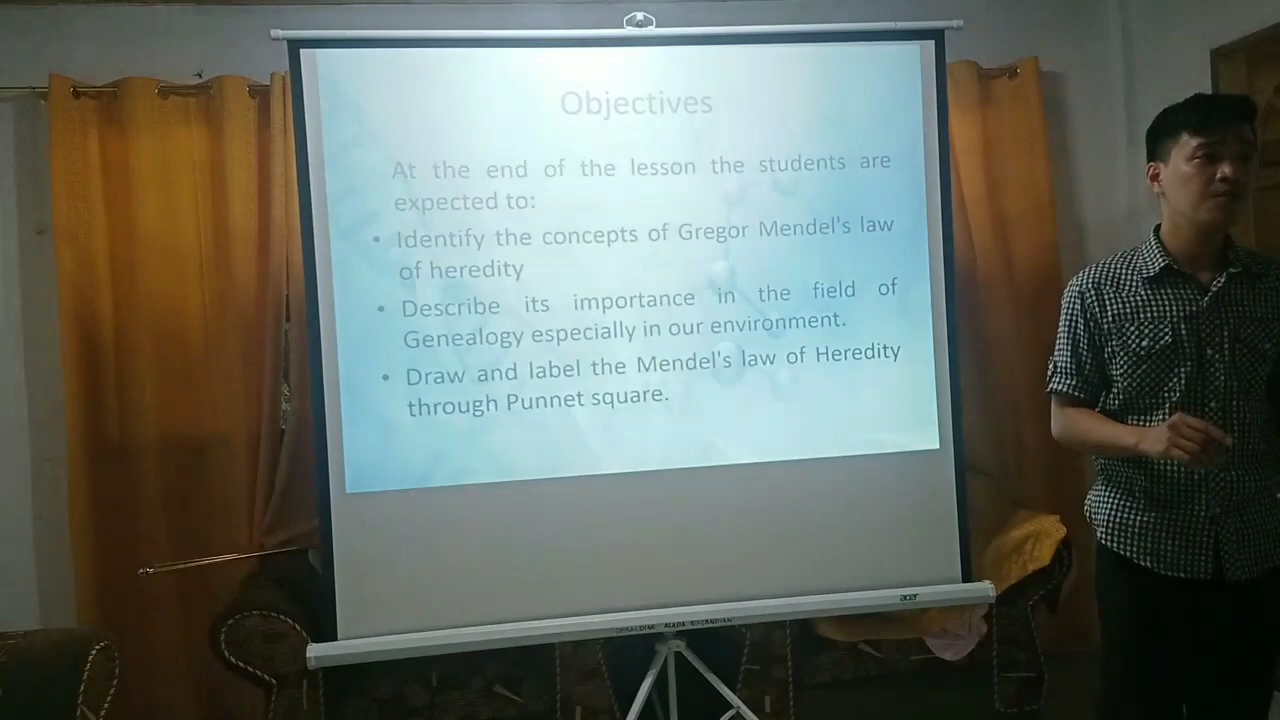 Objectives
At the end of the lesson the students are
expected to:
• Identify the concepts of Gregor Mendel's law
of heredity
• Describe its importance in the field of
Genealogy especially in our environment.
• Draw and label the Mendel's law of Heredity
through Punnet square.
acer